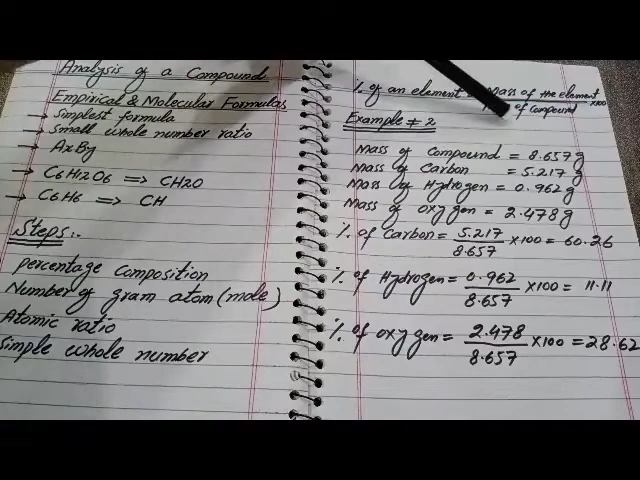 Analysis of a Compound
Empirical & Molecular Formulas
→ Simplest formula
→ Small whole number ratio
→ AxBy
→ C6H12O6 ⟹ CH2O
→ C6H6 ⟹ CH
Steps:-
percentage Composition
Number of gram atom (mole)
Atomic ratio
Simple whole number
% of an element = Mass of the element / of Compound ×100
Example # 2
Mass of Compound = 8.657g
Mass of Carbon = 5.217g
Mass of Hydrogen = 0.962g
Mass of oxygen = 2.478g
% of Carbon = 5.217 / 8.657 ×100 = 60.26
% of Hydrogen = 0.962 / 8.657 ×100 = 11.11
% of oxygen = 2.478 / 8.657 ×100 = 28.62